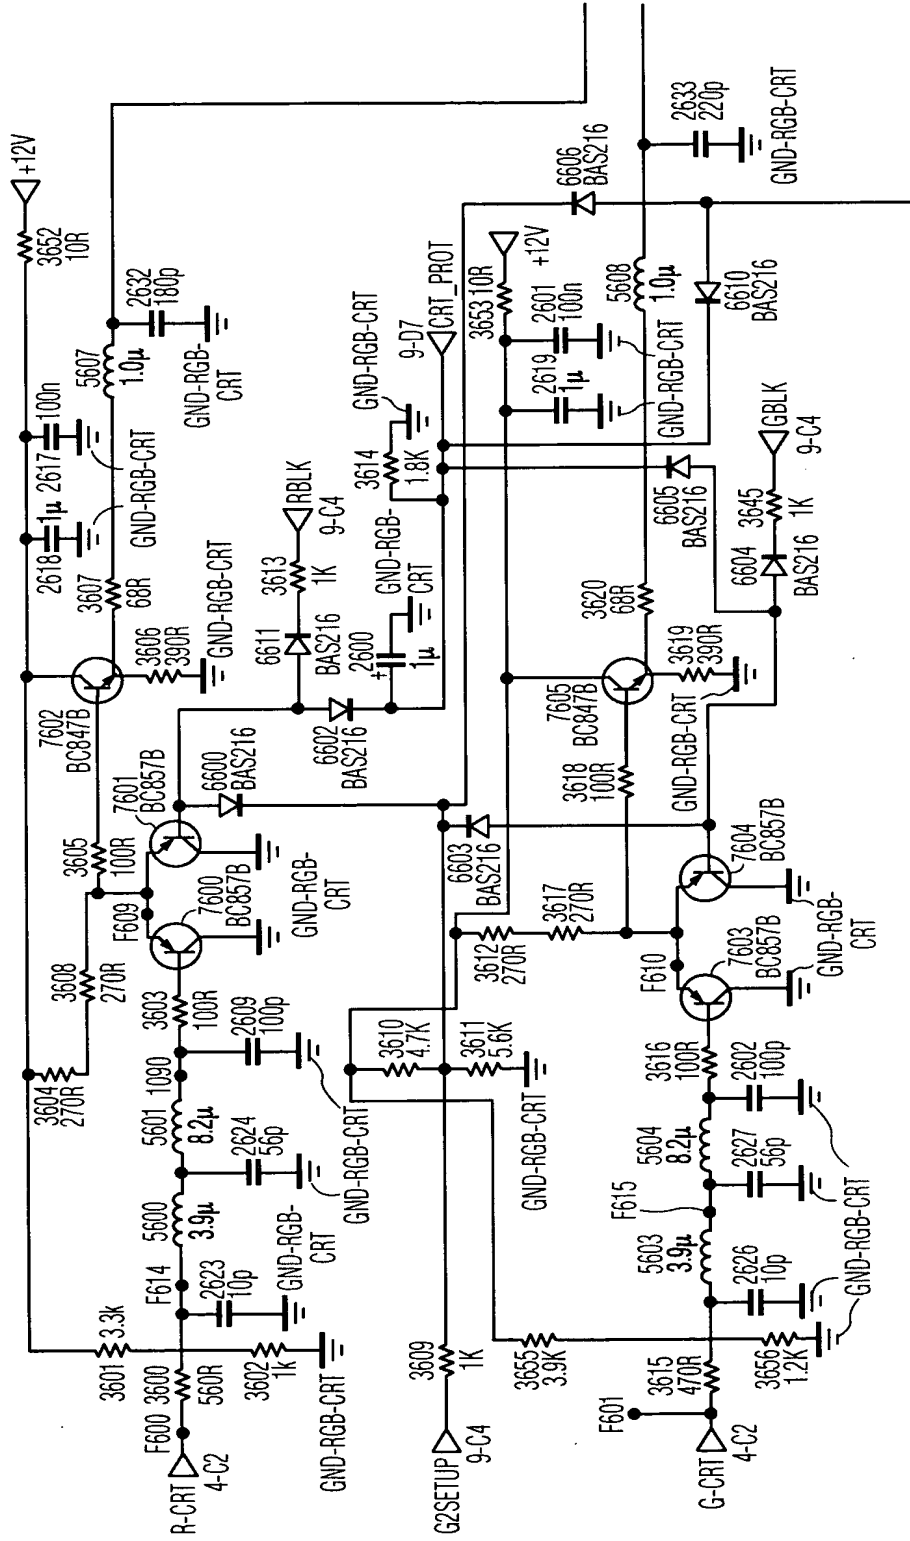 +12V
3652
10R
2632
180p
GND-RGB-
CRT
5607
1.0µ
2617 100n
GND-RGB-CRT
2618 1µ
GND-RGB-CRT
3607
68R
3606
390R
GND-RGB-CRT
7602
BC847B
3605
100R
7601
BC857B
F609
7600
BC857B
GND-RGB-
CRT
6600
BAS216
3608
270R
3604
270R
3603
100R
2609
100p
1090
5601
8.2µ
2624
56p
GND-RGB-CRT
5600
3.9µ
F614
2623
10p
GND-RGB-
CRT
3601 3.3k
3602
1k
GND-RGB-CRT
3600
560R
F600
R-CRT
4-C2
6611
BAS216
3613
1K
RBLK
9-C4
6602
BAS216
2600
+
1µ
GND-RGB-
CRT
3614
1.8K
GND-RGB-CRT
9-D7
CRT_PROT
3653 10R
+12V
2601
100n
2619
1µ
GND-RGB-CRT
6606
BAS216
2633
220p
GND-RGB-CRT
5608
1.0µ
6610
BAS216
6605
BAS216
GBLK
9-C4
3645
1K
6604
BAS216
3620
68R
3619
390R
GND-RGB-CRT
7605
BC847B
3618
100R
6603
BAS216
7604
BC857B
3617
270R
3612
270R
F610
7603
BC857B
GND-RGB-
CRT
3610
4.7K
3611
5.6K
GND-RGB-CRT
3616
100R
2602
100p
5604
8.2µ
2627
56p
F615
5603
3.9µ
2626
10p
GND-RGB-CRT
3609
1K
G2SETUP
9-C4
3655
3.9K
3656
1.2K
3615
470R
F601
G-CRT
4-C2